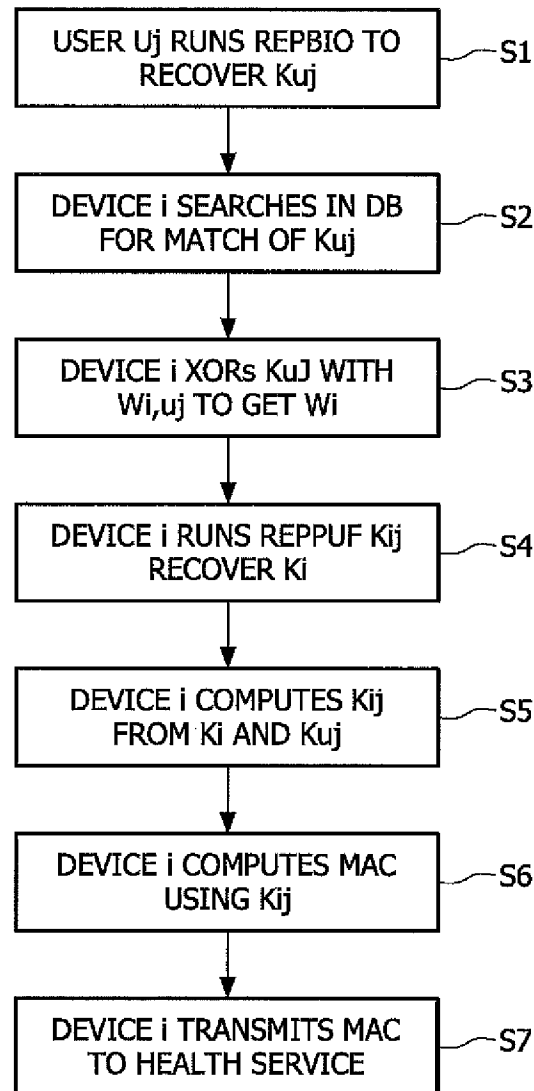 USER Uj RUNS REPBIO TO
RECOVER Kuj
S1
DEVICE i SEARCHES IN DB
FOR MATCH OF Kuj
S2
DEVICE i XORs KuJ WITH
Wi,uj TO GET Wi
S3
DEVICE i RUNS REPPUF Kij
RECOVER Ki
S4
DEVICE i COMPUTES Kij
FROM Ki AND Kuj
S5
DEVICE i COMPUTES MAC
USING Kij
S6
DEVICE i TRANSMITS MAC
TO HEALTH SERVICE
S7